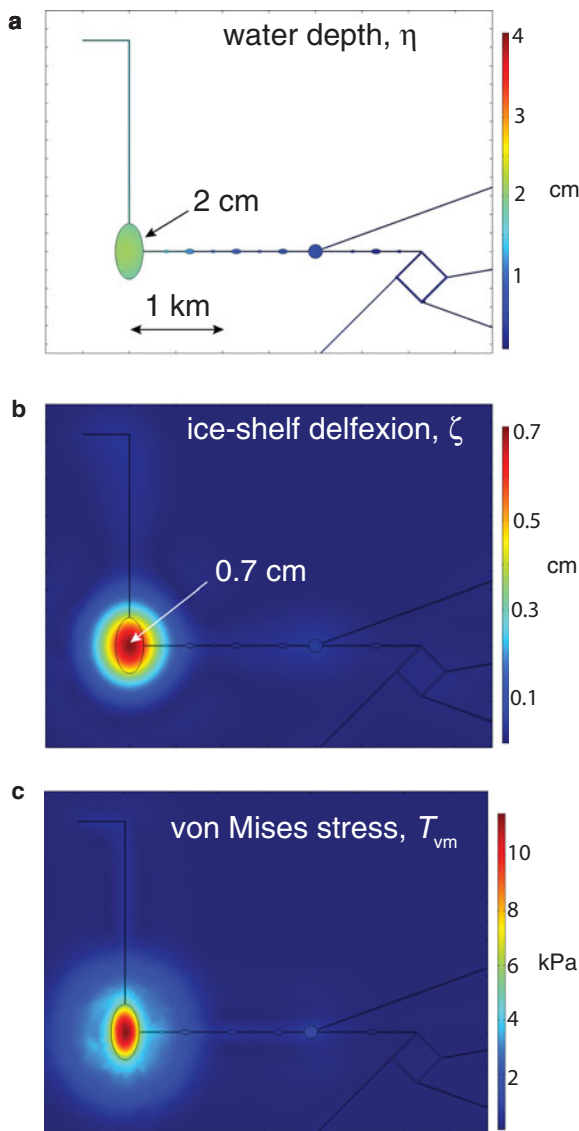 a
water depth, η
4
3
2
1
cm
2 cm
1 km
b
ice-shelf delfexion, ζ
0.7
0.5
0.3
0.1
cm
0.7 cm
c
von Mises stress, Tvm
10
8
6
4
2
kPa